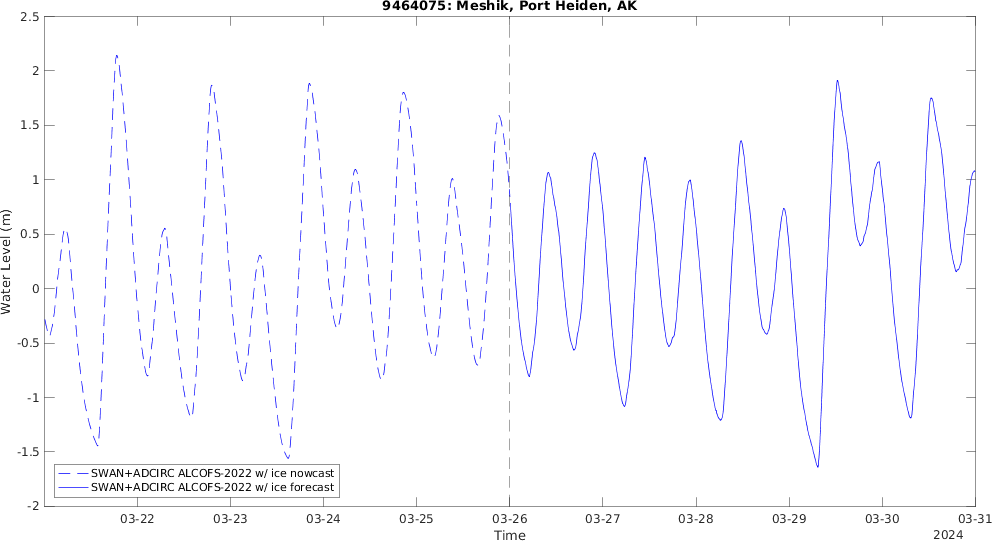 9464075: Meshik, Port Heiden, AK
2.5
2
1.5
1
0.5
0
-0.5
-1
-1.5
-2
Water Level (m)
SWAN+ADCIRC ALCOFS-2022 w/ ice nowcast
SWAN+ADCIRC ALCOFS-2022 w/ ice forecast
03-22 03-23 03-24 03-25 03-26 03-27 03-28 03-29 03-30 03-31
Time
2024